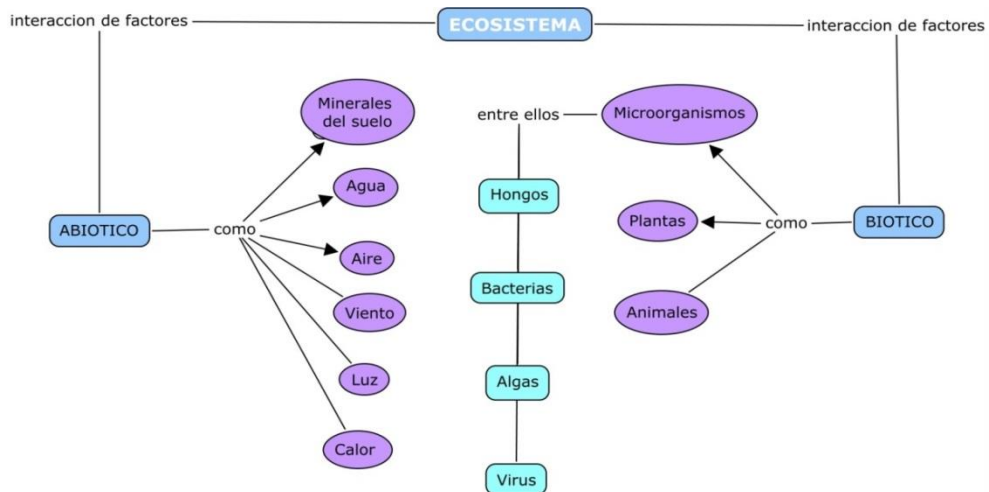 ECOSISTEMA
interaccion de factores
interaccion de factores
ABIOTICO
como
Minerales
del suelo
Agua
Aire
Viento
Luz
Calor
BIOTICO
como
Microorganismos
Plantas
Animales
entre ellos
Hongos
Bacterias
Algas
Virus